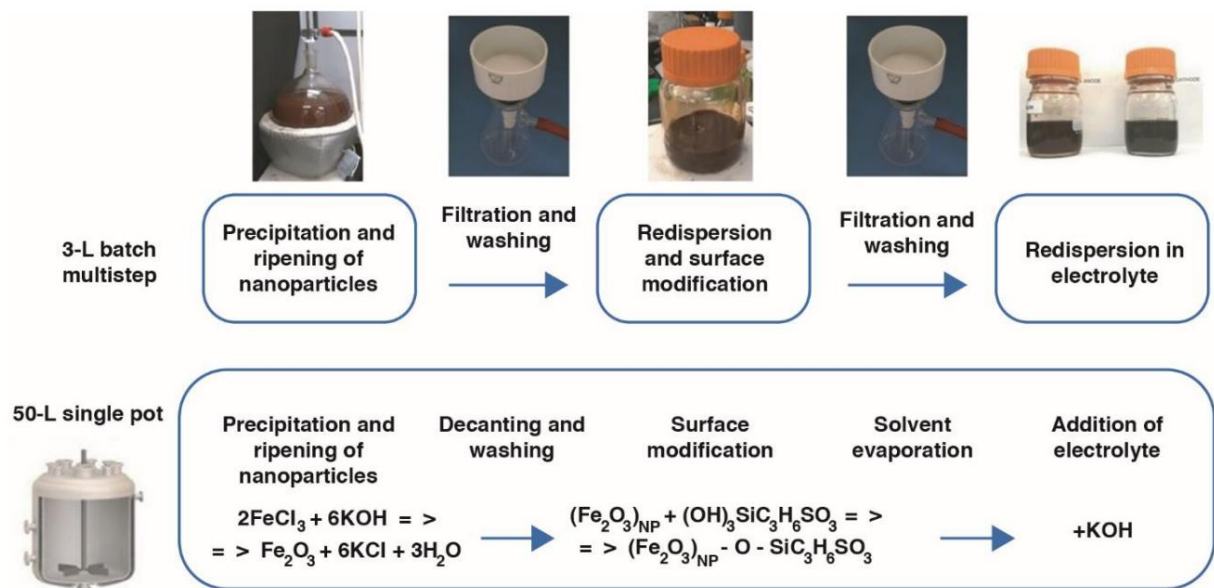 3-L batch
multistep
Precipitation and
ripening of
nanoparticles
Filtration and
washing
Redispersion
and surface
modification
Filtration and
washing
Redispersion in
electrolyte
50-L single pot
Precipitation and
ripening of
nanoparticles
Decanting and
washing
Surface
modification
Solvent
evaporation
Addition of
electrolyte
2FeCl₃ + 6KOH = >
= > Fe₂O₃ + 6KCl + 3H₂O
(Fe₂O₃)NP + (OH)₃SiC₃H₆SO₃ = >
= > (Fe₂O₃)NP - O - SiC₃H₆SO₃
+KOH